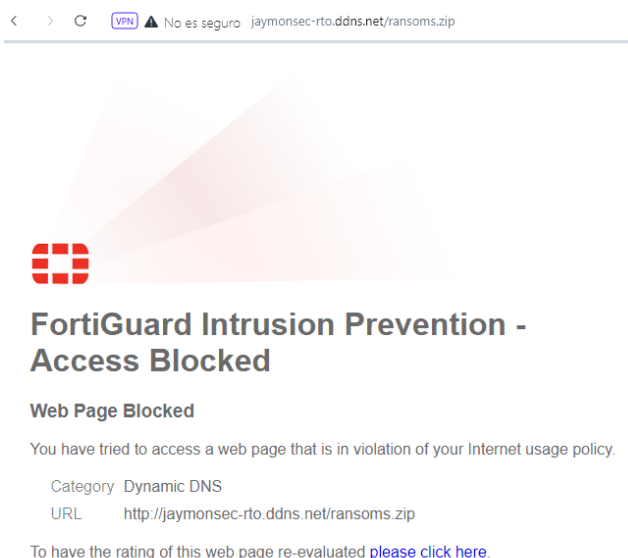 VPN No es seguro jaymonsec-rto.ddns.net/ransoms.zip
FortiGuard Intrusion Prevention -
Access Blocked
Web Page Blocked
You have tried to access a web page that is in violation of your Internet usage policy.
Category Dynamic DNS
URL http://jaymonsec-rto.ddns.net/ransoms.zip
To have the rating of this web page re-evaluated please click here.